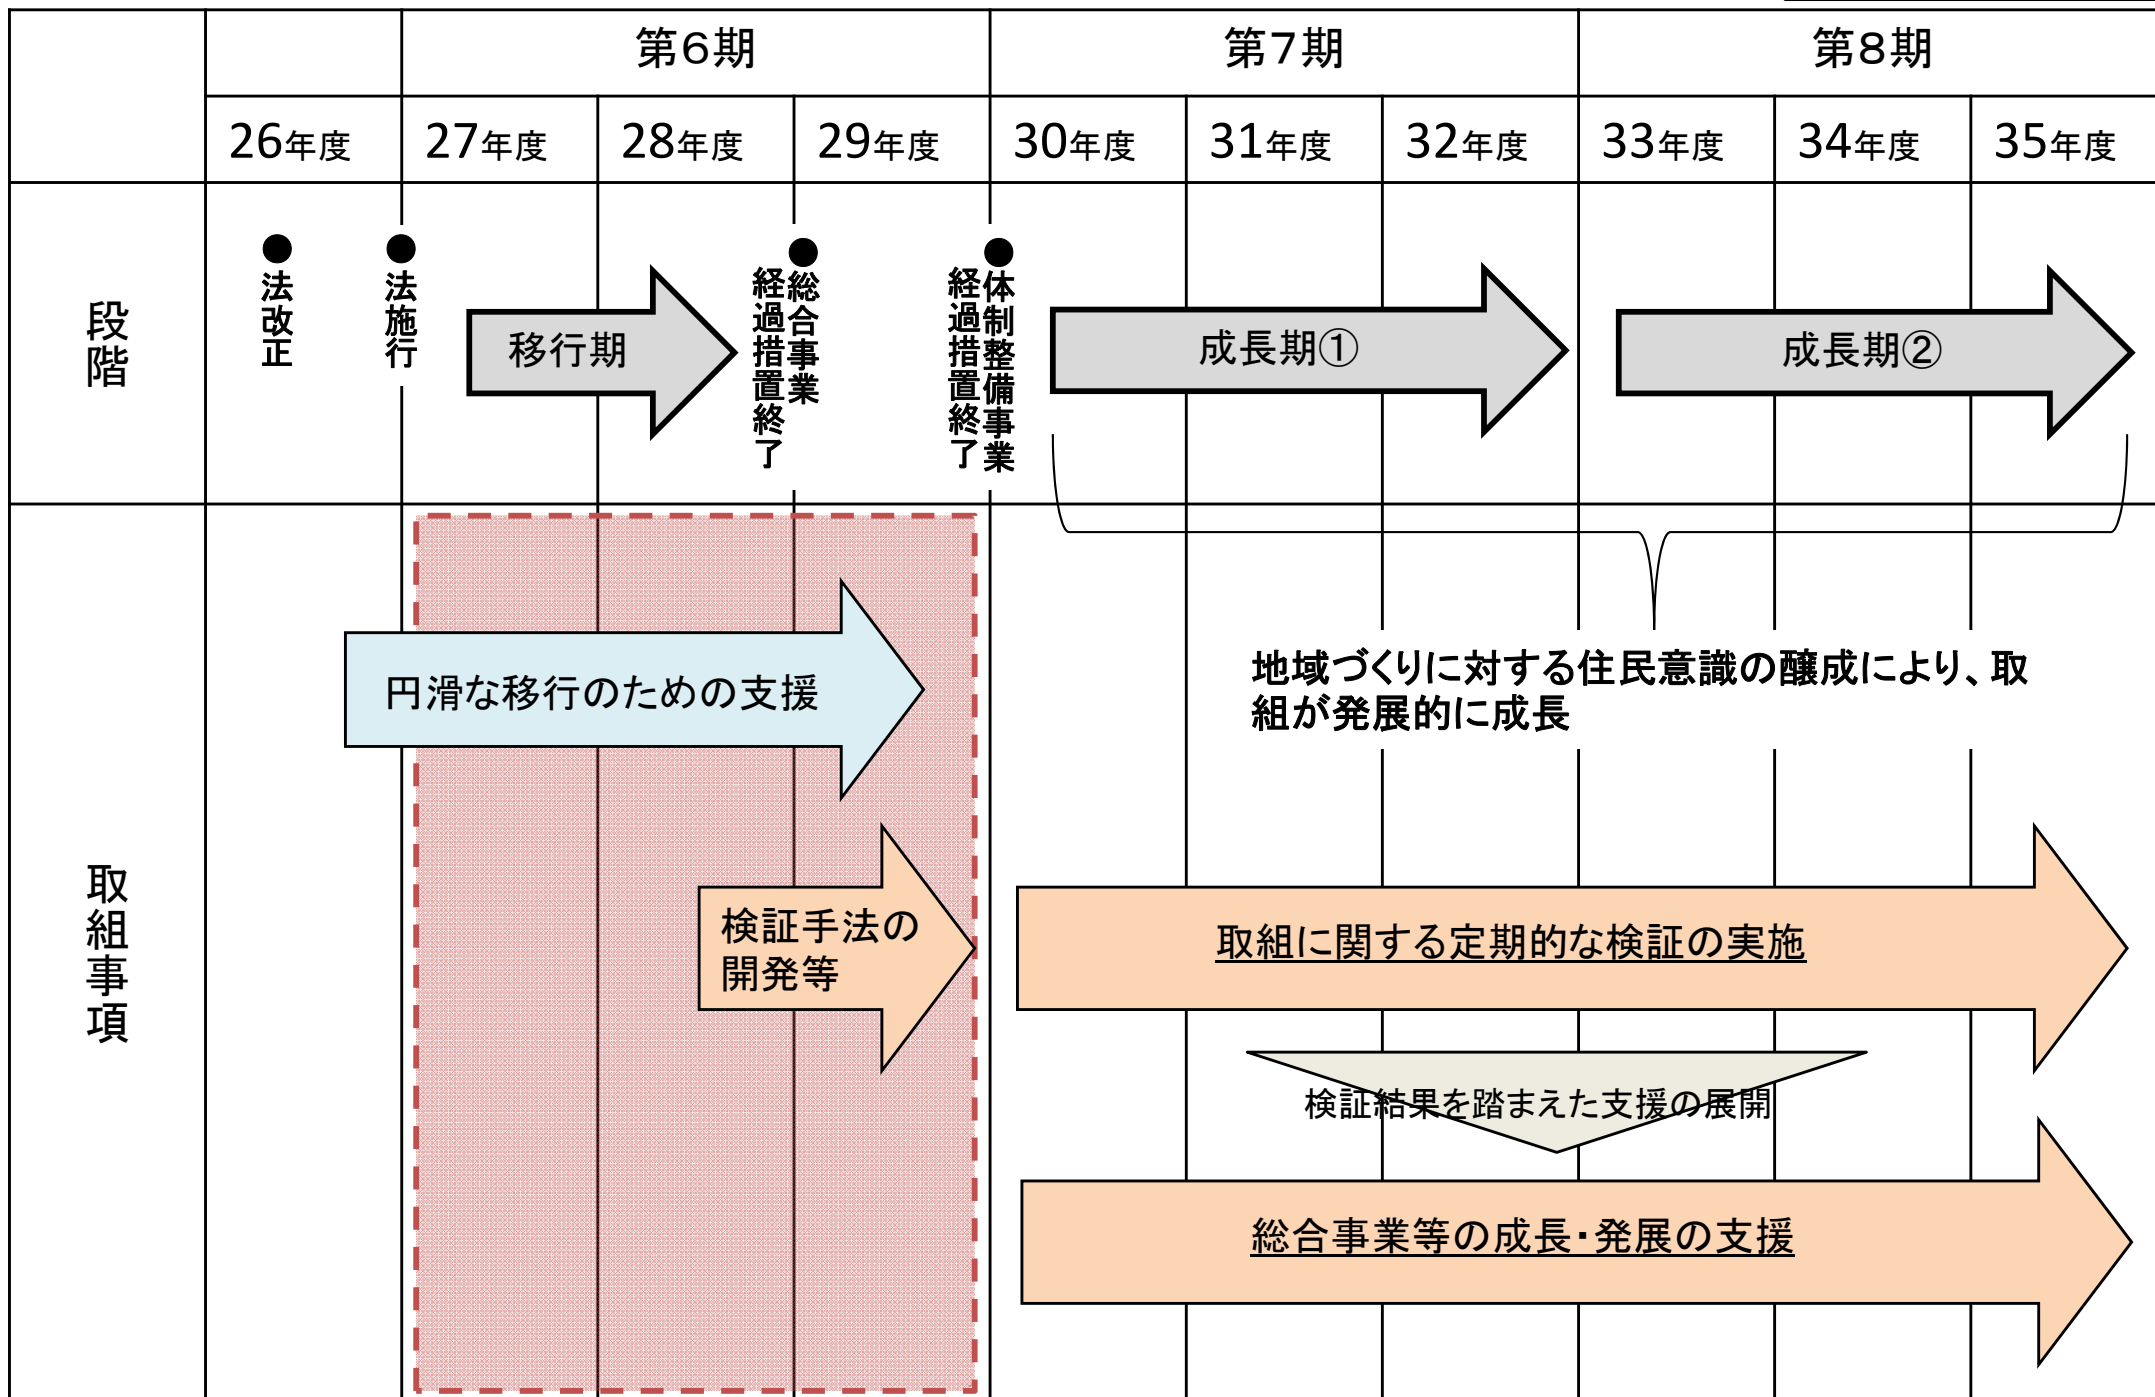 第6期
第7期
第8期
26年度
27年度
28年度
29年度
30年度
31年度
32年度
33年度
34年度
35年度
段階
●法改正
●法施行
移行期
●総合事業
経過措置終了
●体制整備事業
経過措置終了
成長期①
成長期②
取組事項
円滑な移行のための支援
地域づくりに対する住民意識の醸成により、取
組が発展的に成長
検証手法の
開発等
取組に関する定期的な検証の実施
検証結果を踏まえた支援の展開
総合事業等の成長・発展の支援